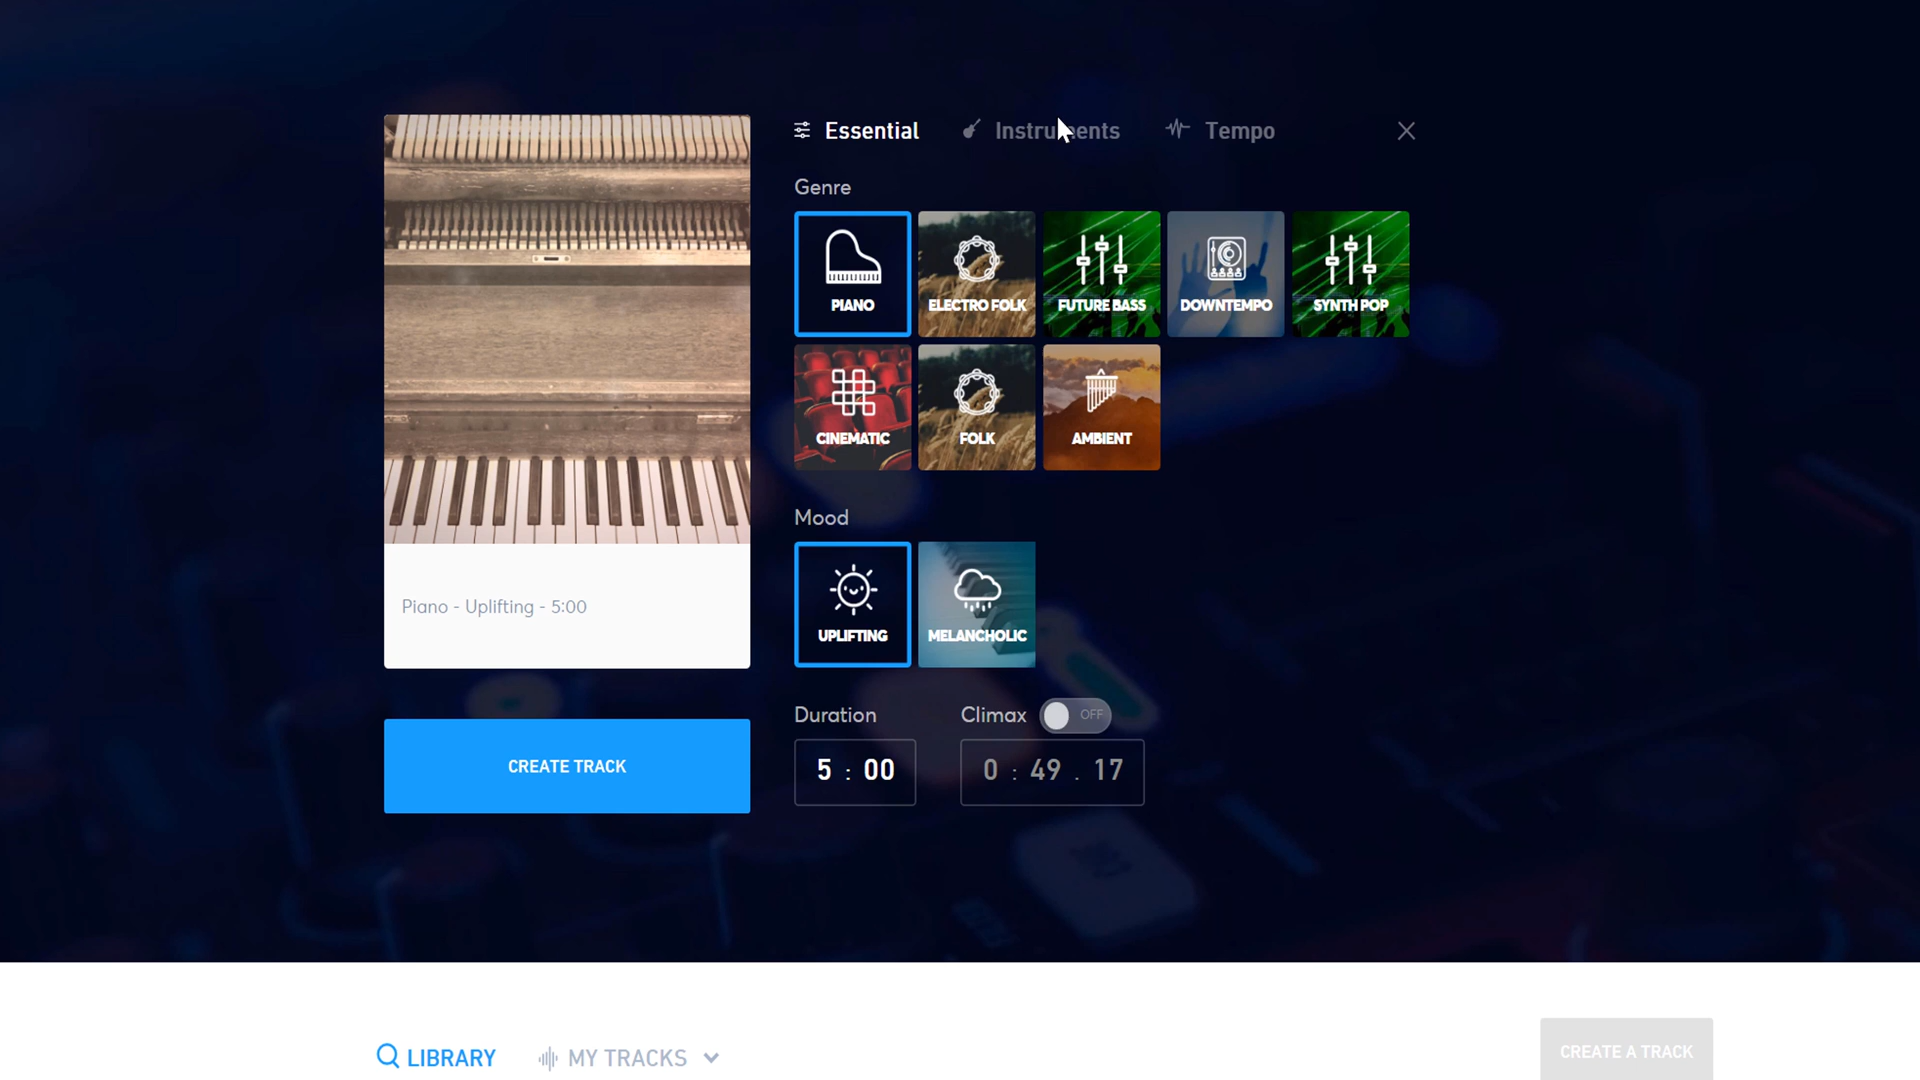 Essential Instruments Tempo
Genre
PIANO ELECTRO FOLK FUTURE BASS DOWNTEMPO SYNTH POP
CINEMATIC FOLK AMBIENT
Mood
UPLIFTING MELANCHOLIC
Piano - Uplifting - 5:00
Duration Climax OFF
5 : 00 0 : 49 . 17
CREATE TRACK
LIBRARY MY TRACKS
CREATE A TRACK